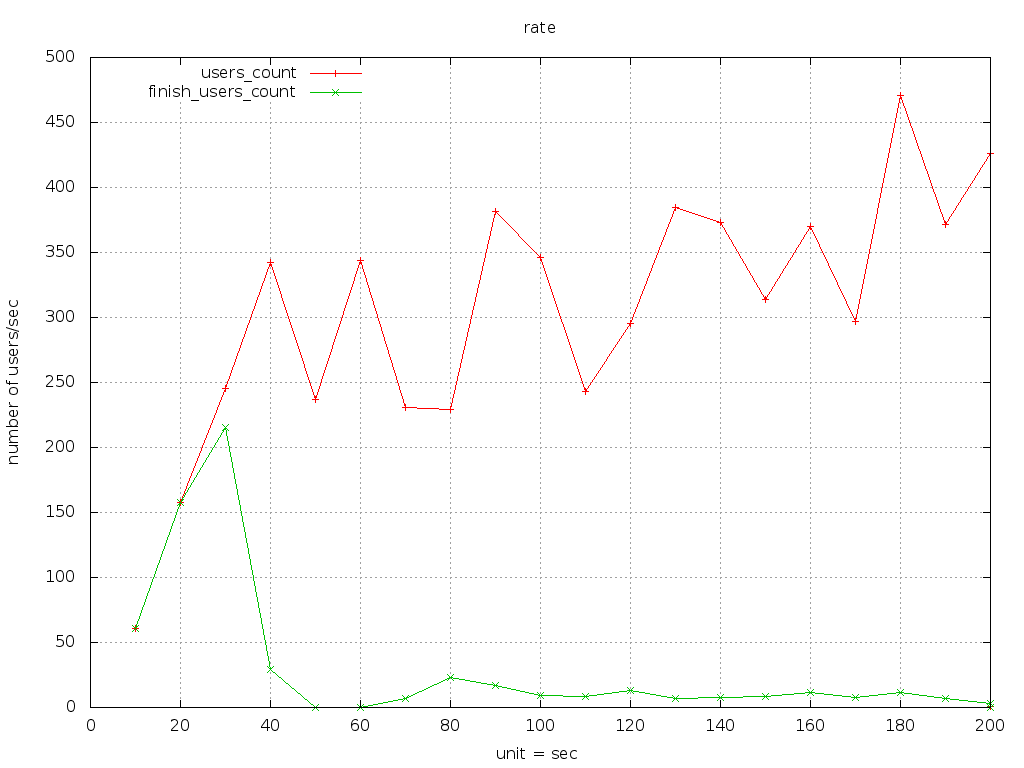 rate
500
users_count
finish_users_count
450
400
350
300
250
200
150
100
50
0
number of users/sec
0 20 40 60 80 100 120 140 160 180 200
unit = sec